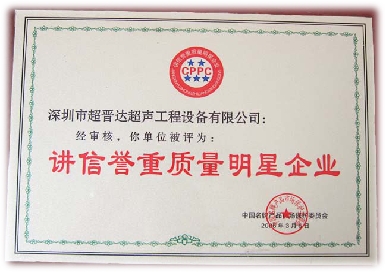 CPPC
深圳市超晋达超声工程设备有限公司：
经审核，你单位被评为：
讲信誉重质量明星企业